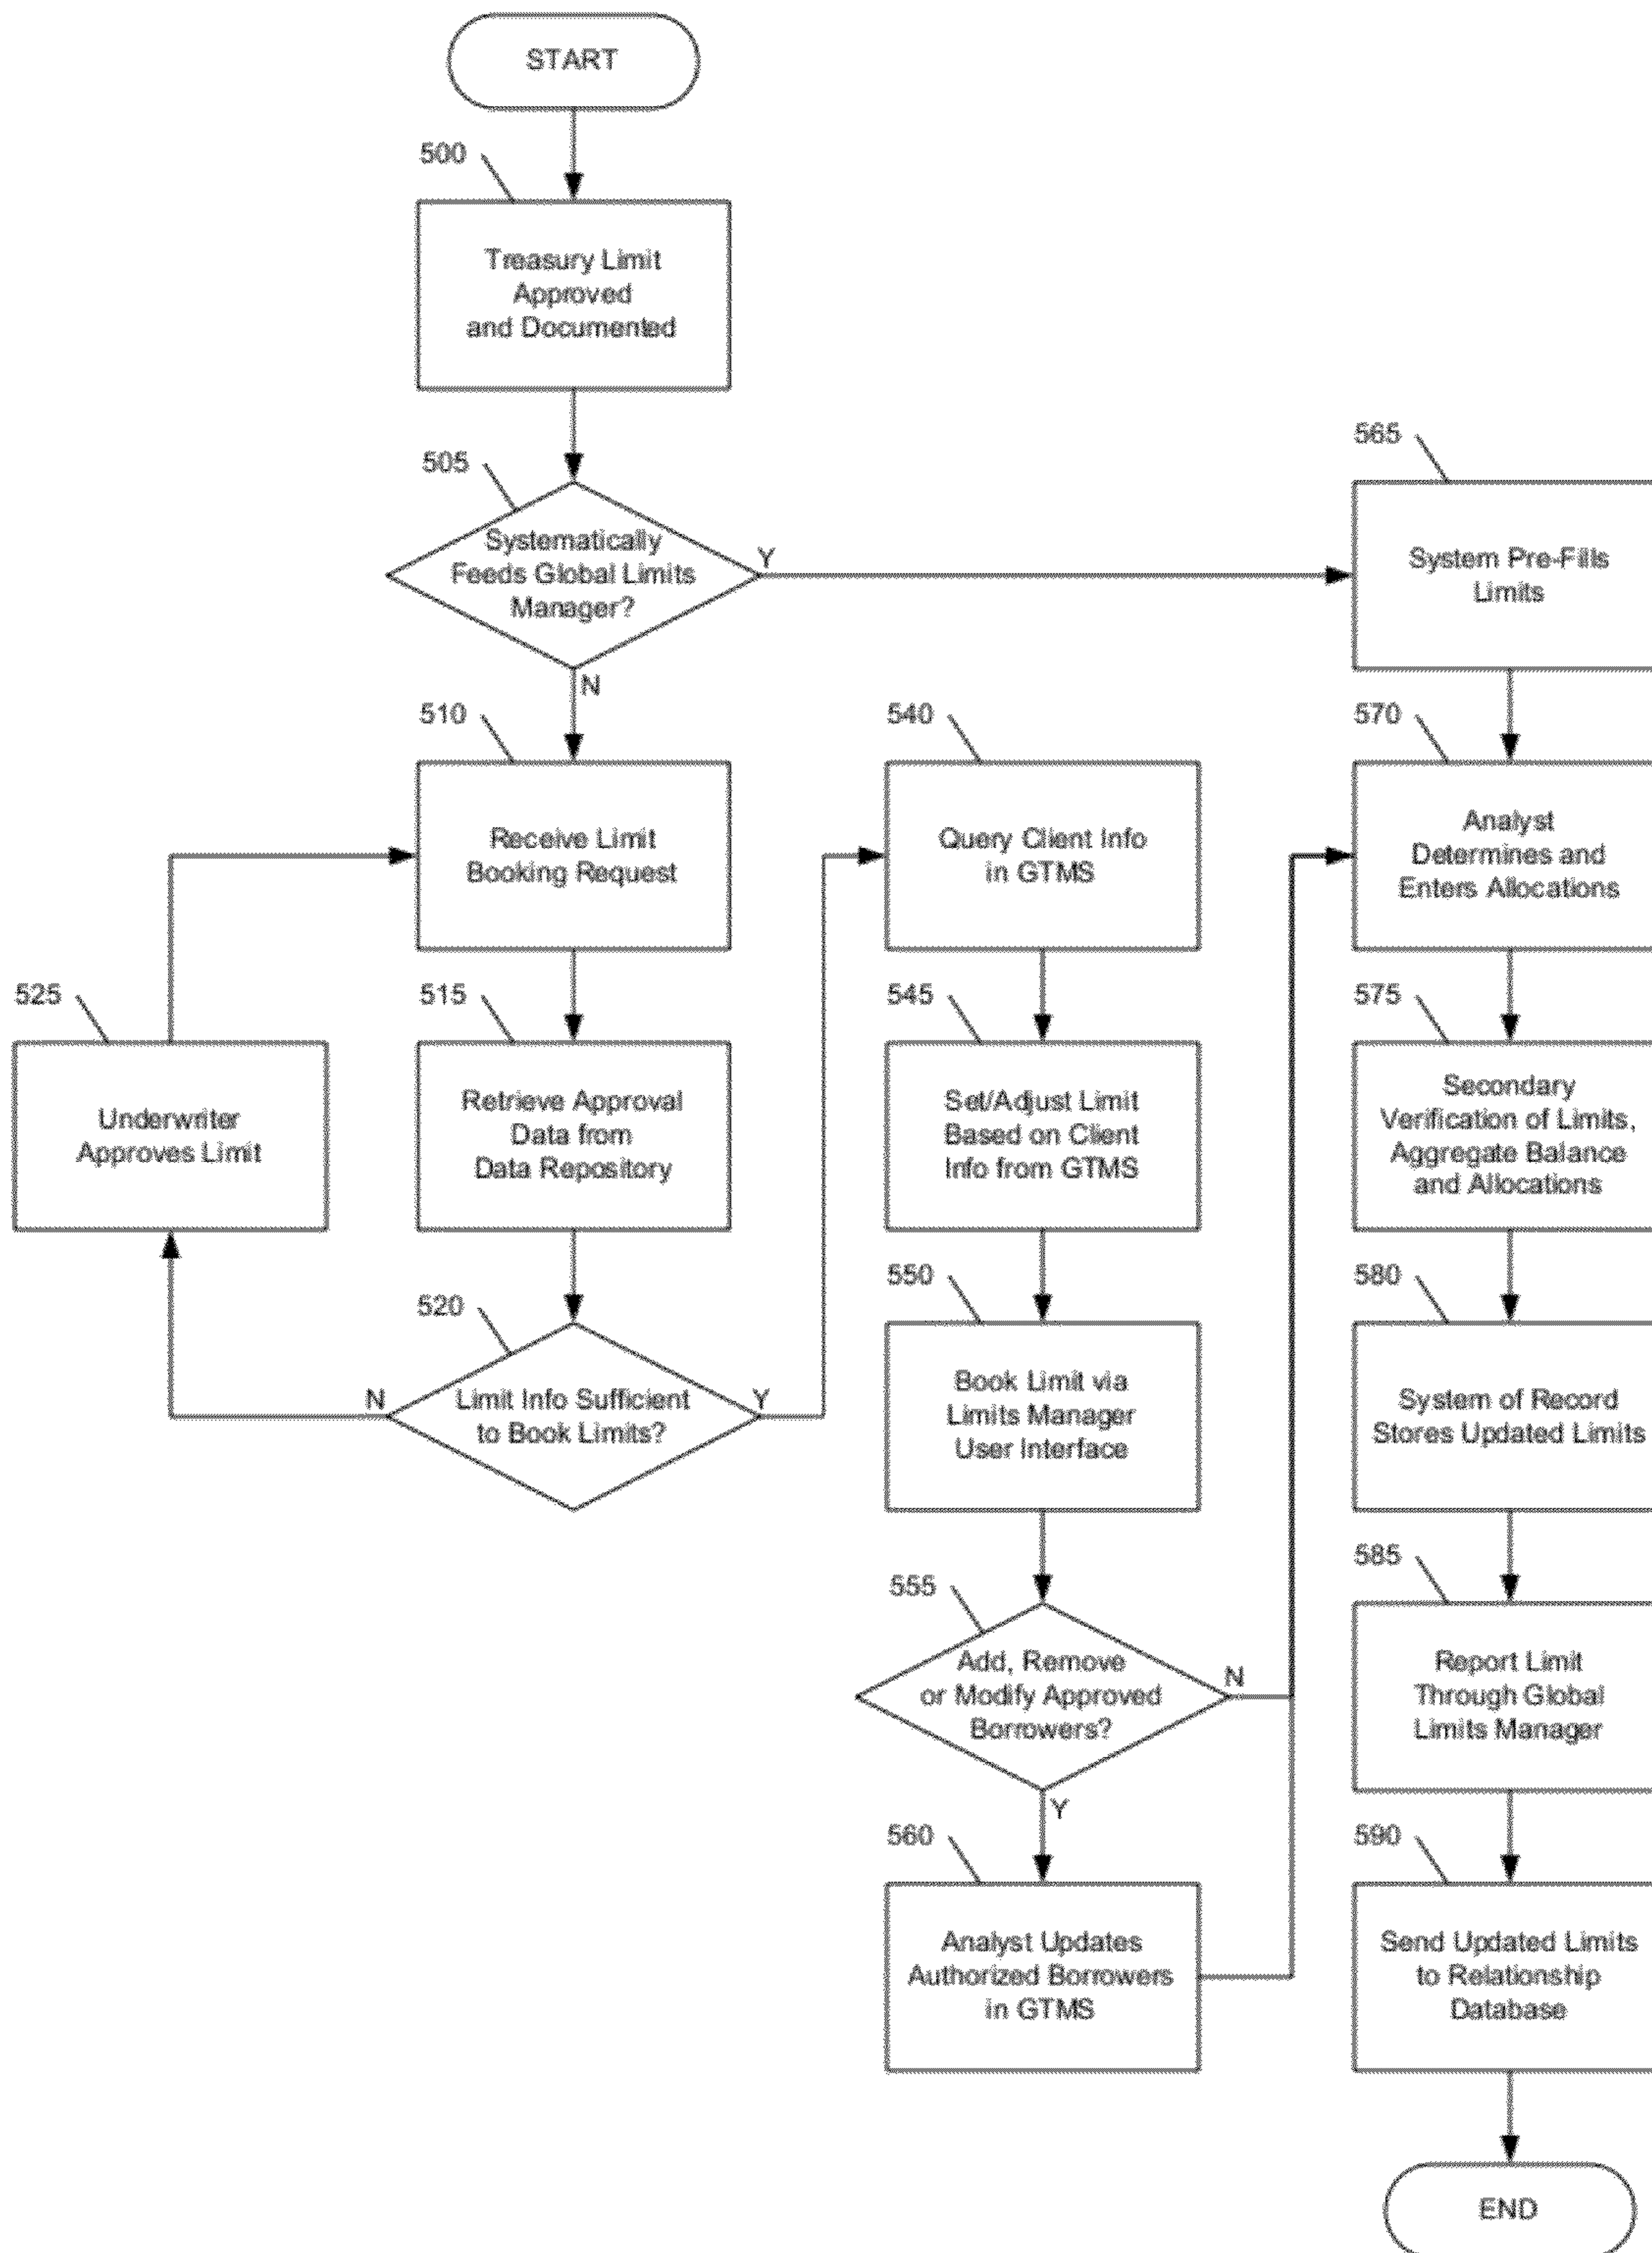 START
500
Treasury Limit
Approved
and Documented
505
Systematically
Feeds Global Limits
Manager?
Y
N
565
System Pre-Fills
Limits
510
Receive Limit
Booking Request
540
Query Client Info
in GTMS
570
Analyst
Determines and
Enters Allocations
525
Underwriter
Approves Limit
515
Retrieve Approval
Data from
Data Repository
545
Set/Adjust Limit
Based on Client
Info from GTMS
575
Secondary
Verification of Limits,
Aggregate Balance
and Allocations
520
N
Limit Info Sufficient
to Book Limits?
Y
550
Book Limit via
Limits Manager
User Interface
580
System of Record
Stores Updated Limits
555
Add, Remove
or Modify Approved
Borrowers?
N
Y
585
Report Limit
Through Global
Limits Manager
560
Analyst Updates
Authorized Borrowers
in GTMS
590
Send Updated Limits
to Relationship
Database
END